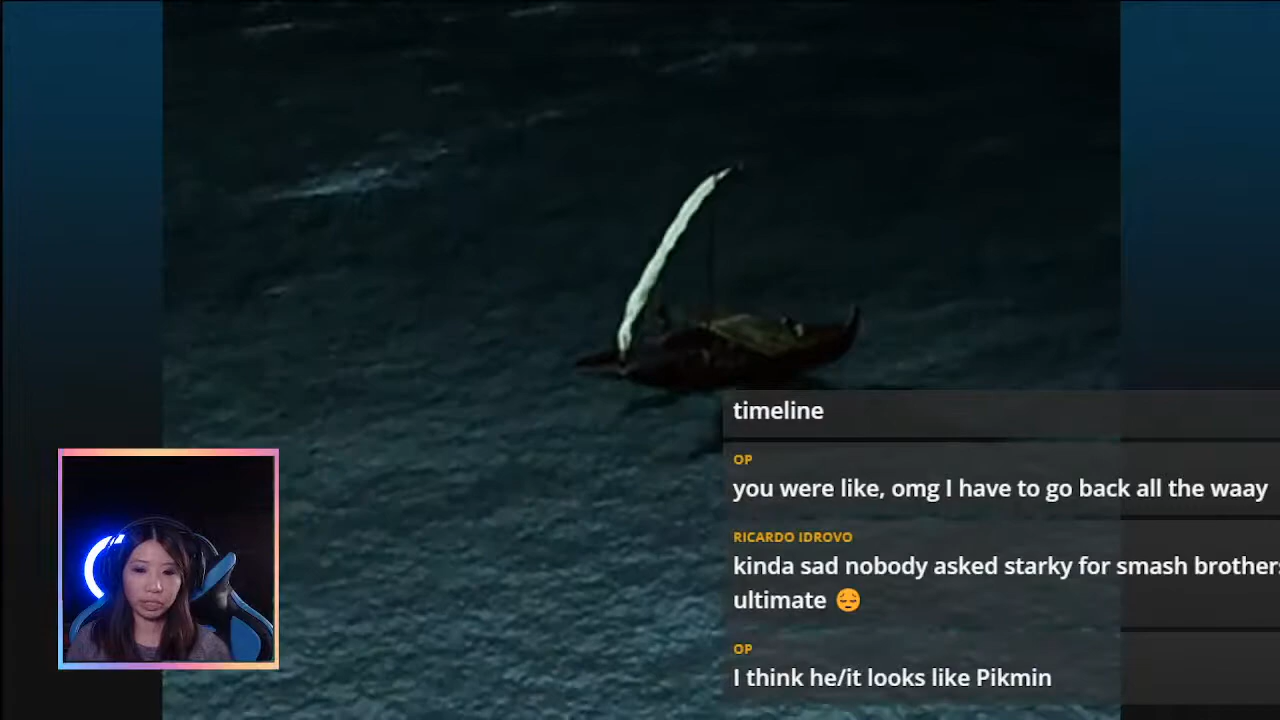 timeline
OP
you were like, omg I have to go back all the waay
RICARDO IDROVO
kinda sad nobody asked starky for smash brothers
ultimate 😔
OP
I think he/it looks like Pikmin